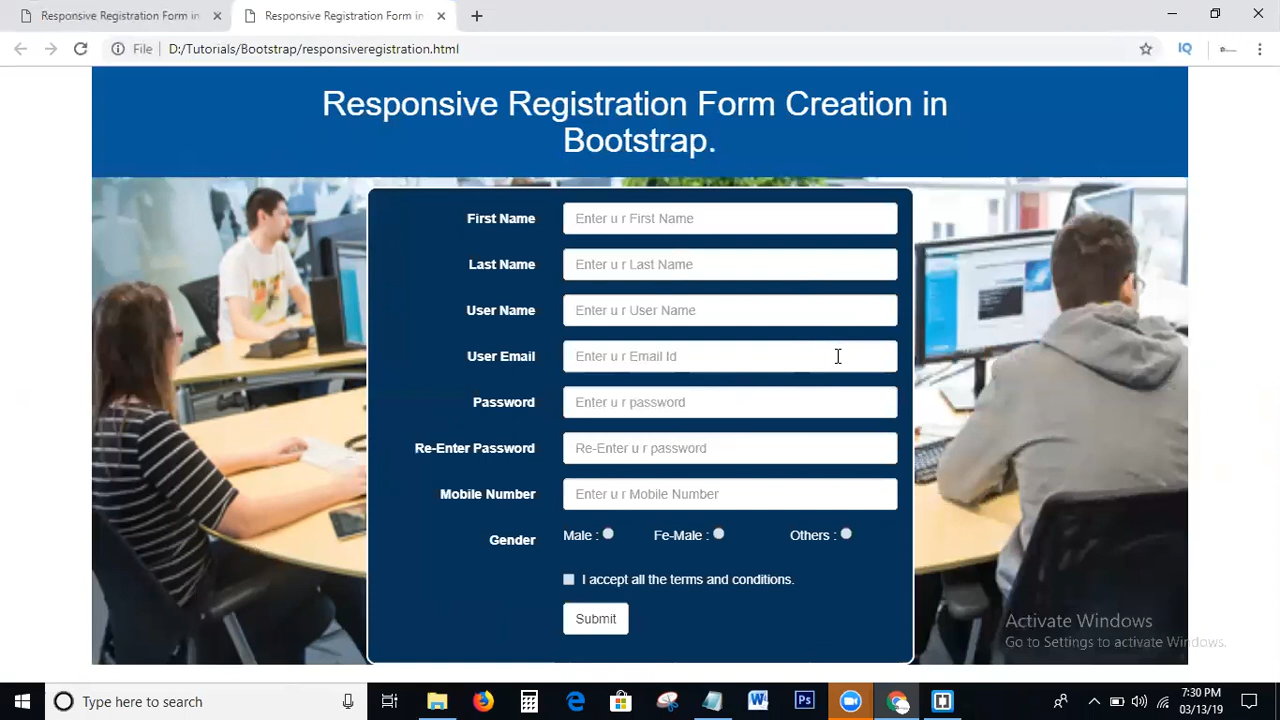 Responsive Registration Form in
Responsive Registration Form in
File
D:/Tutorials/Bootstrap/responsiveregistration.html
IQ
Responsive Registration Form Creation in
Bootstrap.
First Name
Enter u r First Name
Last Name
Enter u r Last Name
User Name
Enter u r User Name
User Email
Enter u r Email Id
Password
Enter u r password
Re-Enter Password
Re-Enter u r password
Mobile Number
Enter u r Mobile Number
Gender
Male :
Fe-Male :
Others :
I accept all the terms and conditions.
Submit
Activate Windows
Go to Settings to activate Windows.
Type here to search
W
Ps
7:30 PM
03/13/19